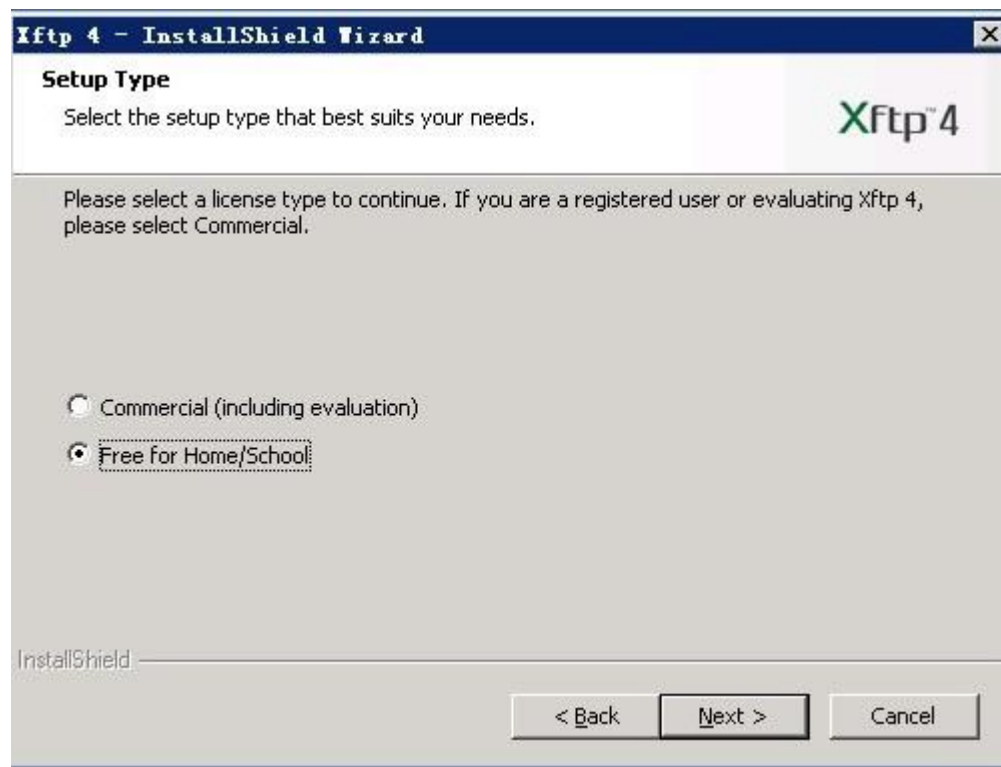 Xftp 4 - InstallShield Wizard
Setup Type
Select the setup type that best suits your needs.
Xftp™4
Please select a license type to continue. If you are a registered user or evaluating Xftp 4,
please select Commercial.
Commercial (including evaluation)
Free for Home/School
InstallShield
< Back
Next >
Cancel